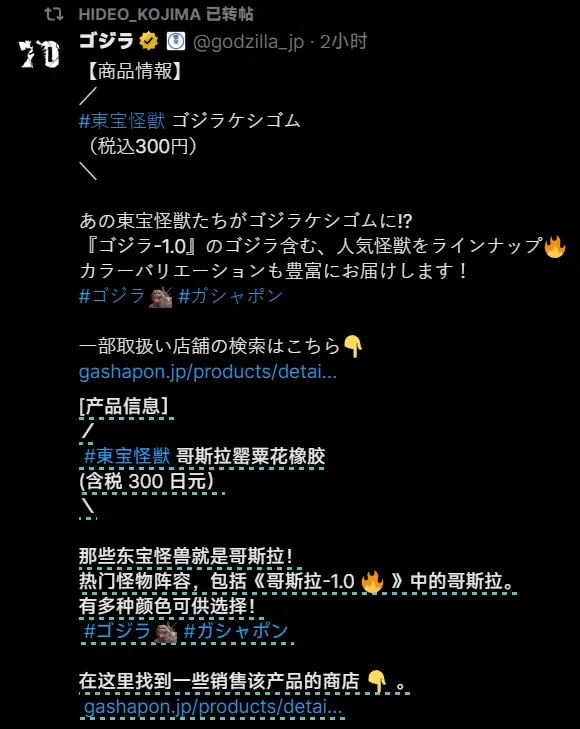 HIDEO_KOJIMA 已转帖
70
ゴジラ @godzilla_jp · 2小时
【商品情報】
／
#東宝怪獣 ゴジラケシゴム
（税込300円）
＼
あの東宝怪獣たちがゴジラケシゴムに!?
『ゴジラ-1.0』のゴジラ含む、人気怪獣をラインナップ🔥
カラーバリエーションも豊富にお届けします！
#ゴジラ #ガシャポン
一部取扱い店舗の検索はこちら👇
gashapon.jp/products/detai...
[产品信息]
/
#東宝怪獣 哥斯拉罂粟花橡胶
(含税 300 日元）
\
那些东宝怪兽就是哥斯拉！
热门怪物阵容，包括《哥斯拉-1.0 🔥 》中的哥斯拉。
有多种颜色可供选择！
#ゴジラ #ガシャポン
在这里找到一些销售该产品的商店 👇 。
gashapon.jp/products/detai...